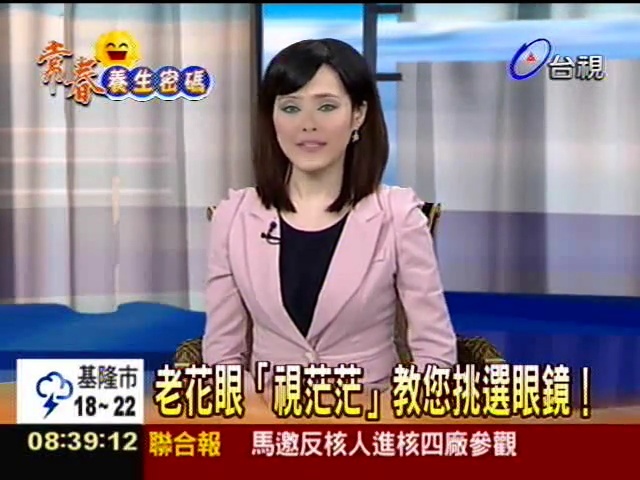 常春
養生密碼
台視
基隆市
18~22
老花眼「視茫茫」教您挑選眼鏡！
08:39:12
聯合報 馬邀反核人進核四廠參觀